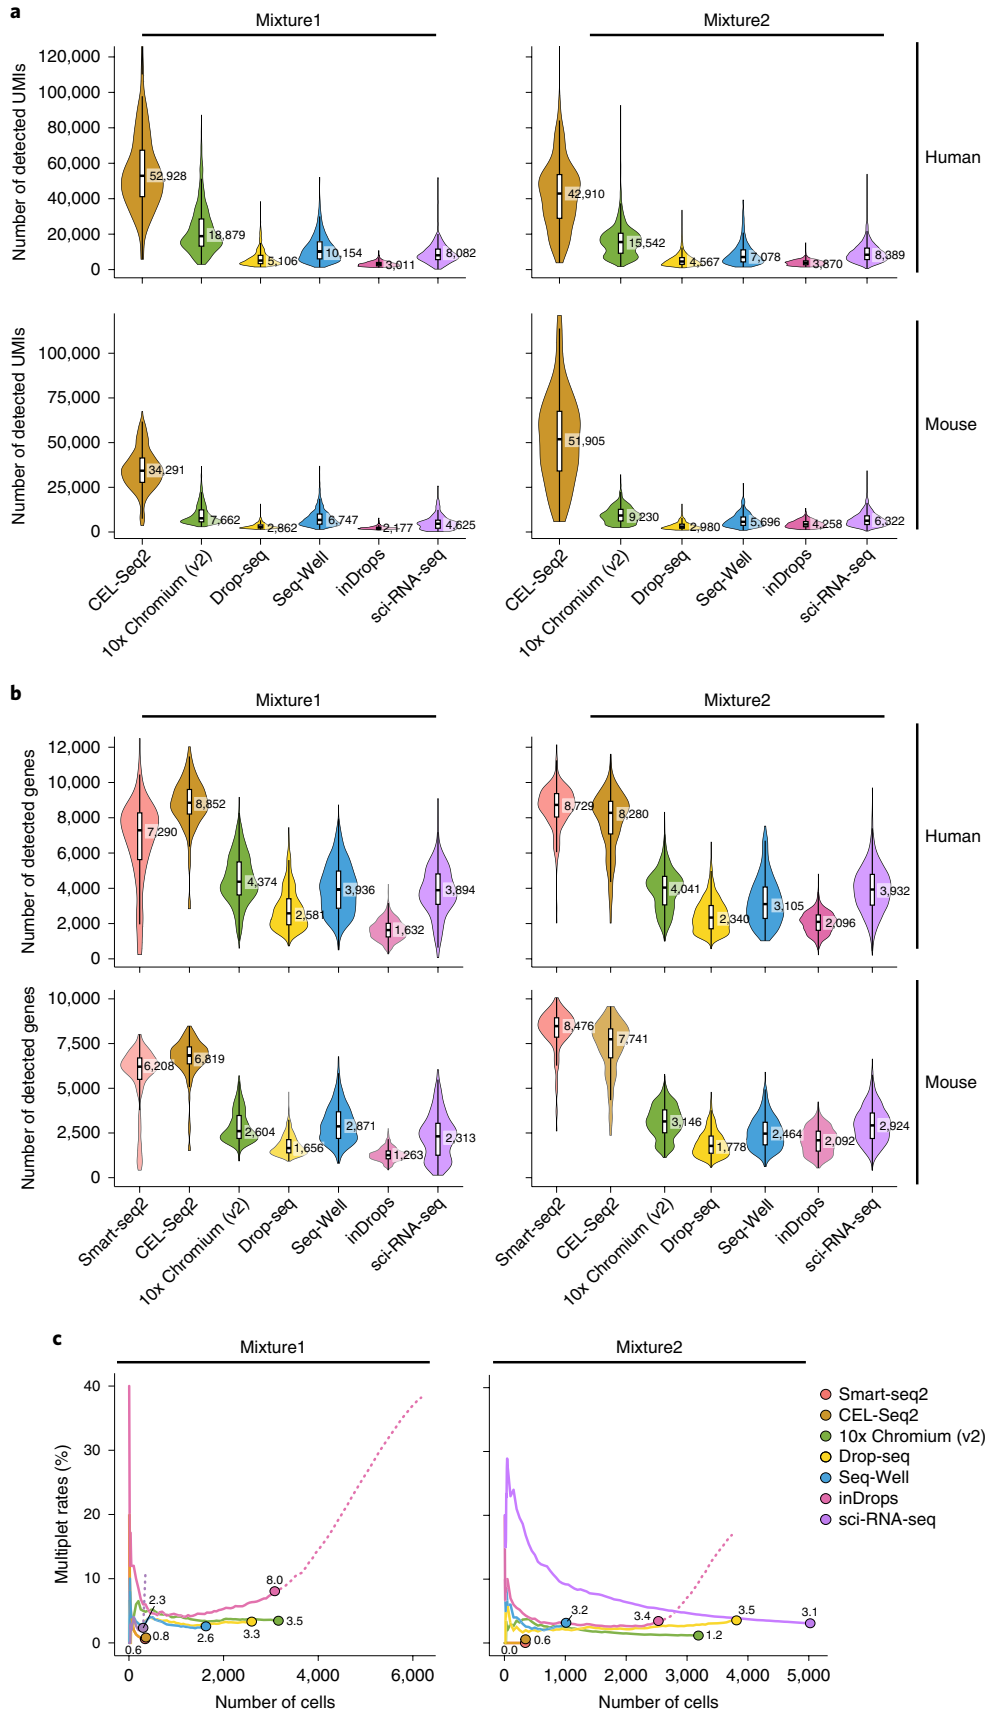 a
Mixture1
Mixture2
Number of detected UMIs
120,000
100,000
80,000
60,000
40,000
20,000
0
52,928
18,879
5,106
10,154
3,011
8,082
42,910
15,542
4,567
7,078
3,870
8,389
Human
Number of detected UMIs
100,000
75,000
50,000
25,000
0
34,291
7,662
2,862
6,747
2,177
4,625
51,905
9,230
2,980
5,696
4,258
6,322
Mouse
CEL-Seq2
10x Chromium (v2)
Drop-seq
Seq-Well
inDrops
sci-RNA-seq
CEL-Seq2
10x Chromium (v2)
Drop-seq
Seq-Well
inDrops
sci-RNA-seq
b
Mixture1
Mixture2
Number of detected genes
12,000
10,000
8,000
6,000
4,000
2,000
0
7,290
8,852
4,374
2,581
3,936
1,632
3,894
8,729
8,280
4,041
2,340
3,105
2,096
3,932
Human
Number of detected genes
10,000
7,500
5,000
2,500
0
6,208
6,819
2,604
1,656
2,871
1,263
2,313
8,476
7,741
3,146
1,778
2,464
2,092
2,924
Mouse
Smart-seq2
CEL-Seq2
10x Chromium (v2)
Drop-seq
Seq-Well
inDrops
sci-RNA-seq
Smart-seq2
CEL-Seq2
10x Chromium (v2)
Drop-seq
Seq-Well
inDrops
sci-RNA-seq
c
Mixture1
Mixture2
Multiplet rates (%)
40
30
20
10
0
2.3
0.6
0.8
2.6
3.3
8.0
3.5
0
2,000
4,000
6,000
Number of cells
0.0
0.6
3.2
3.4
1.2
3.5
3.1
0
1,000
2,000
3,000
4,000
5,000
Number of cells
Smart-seq2
CEL-Seq2
10x Chromium (v2)
Drop-seq
Seq-Well
inDrops
sci-RNA-seq